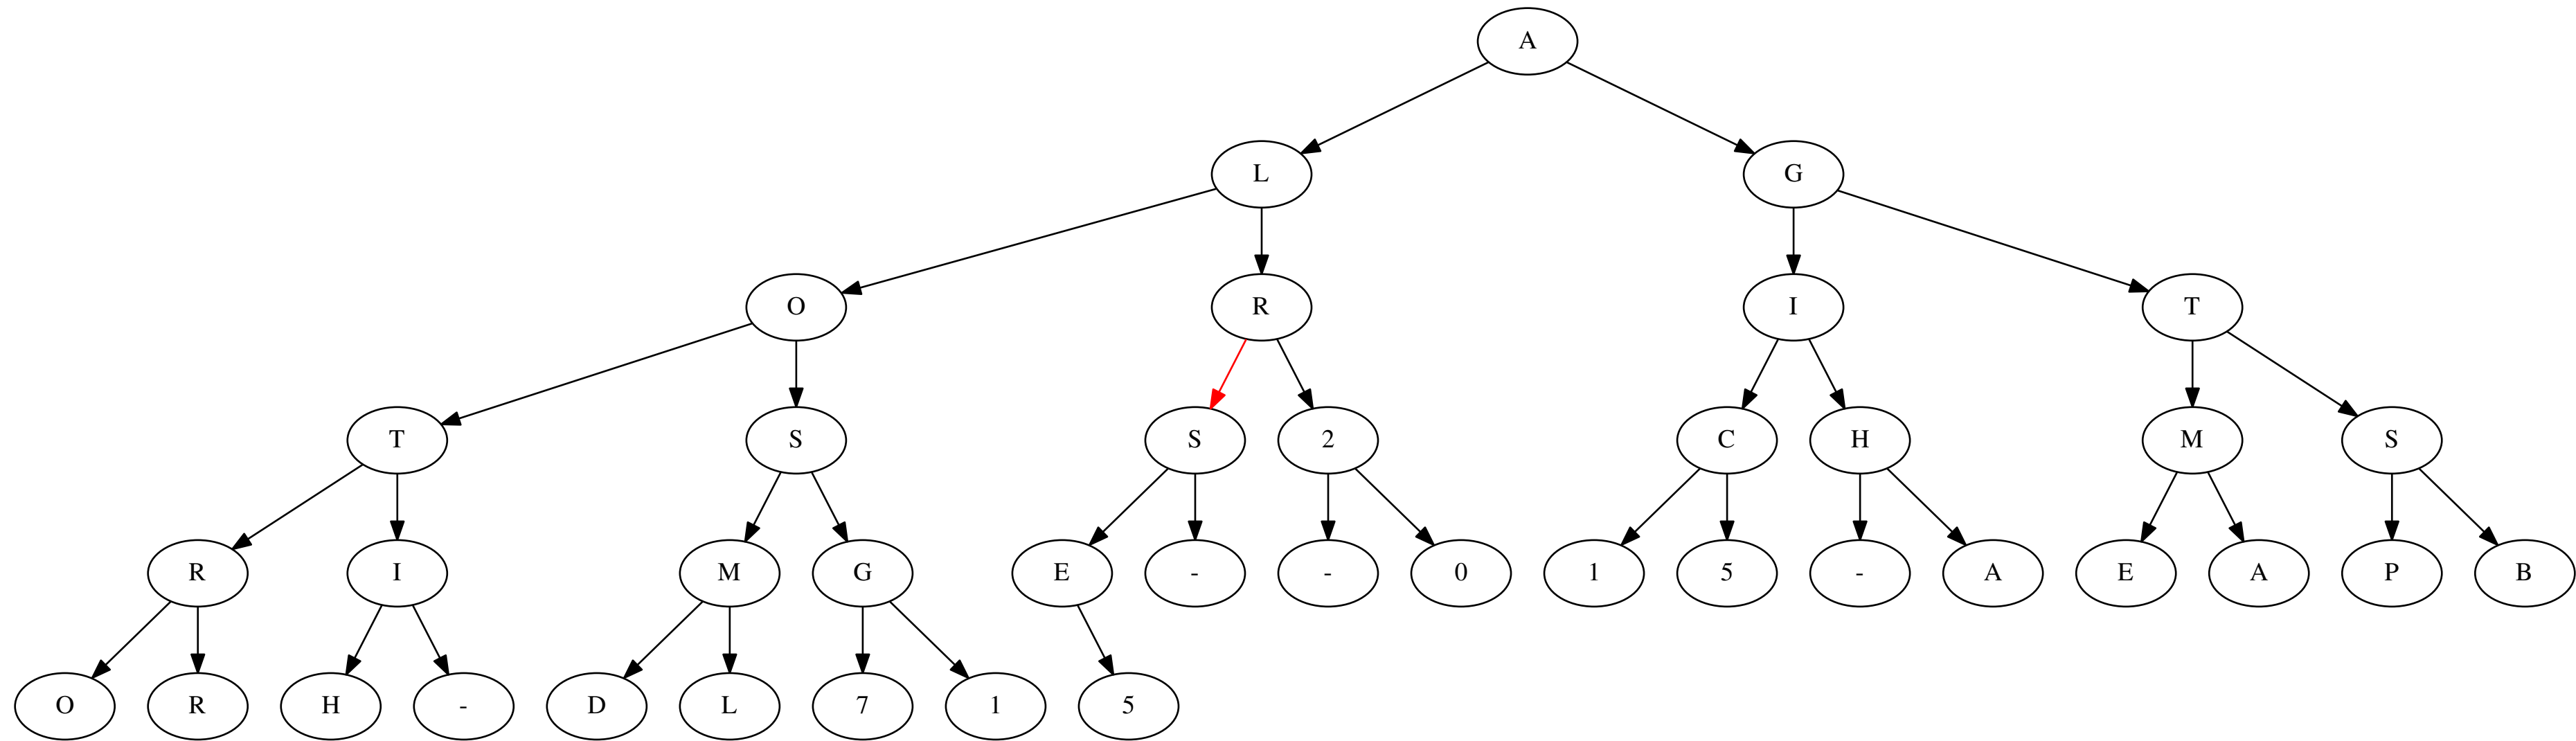 A
L G
O R I T
T S S 2 C H M S
R I M G E - - 0 1 5 - A E A P B
O R H - D L 7 1 5